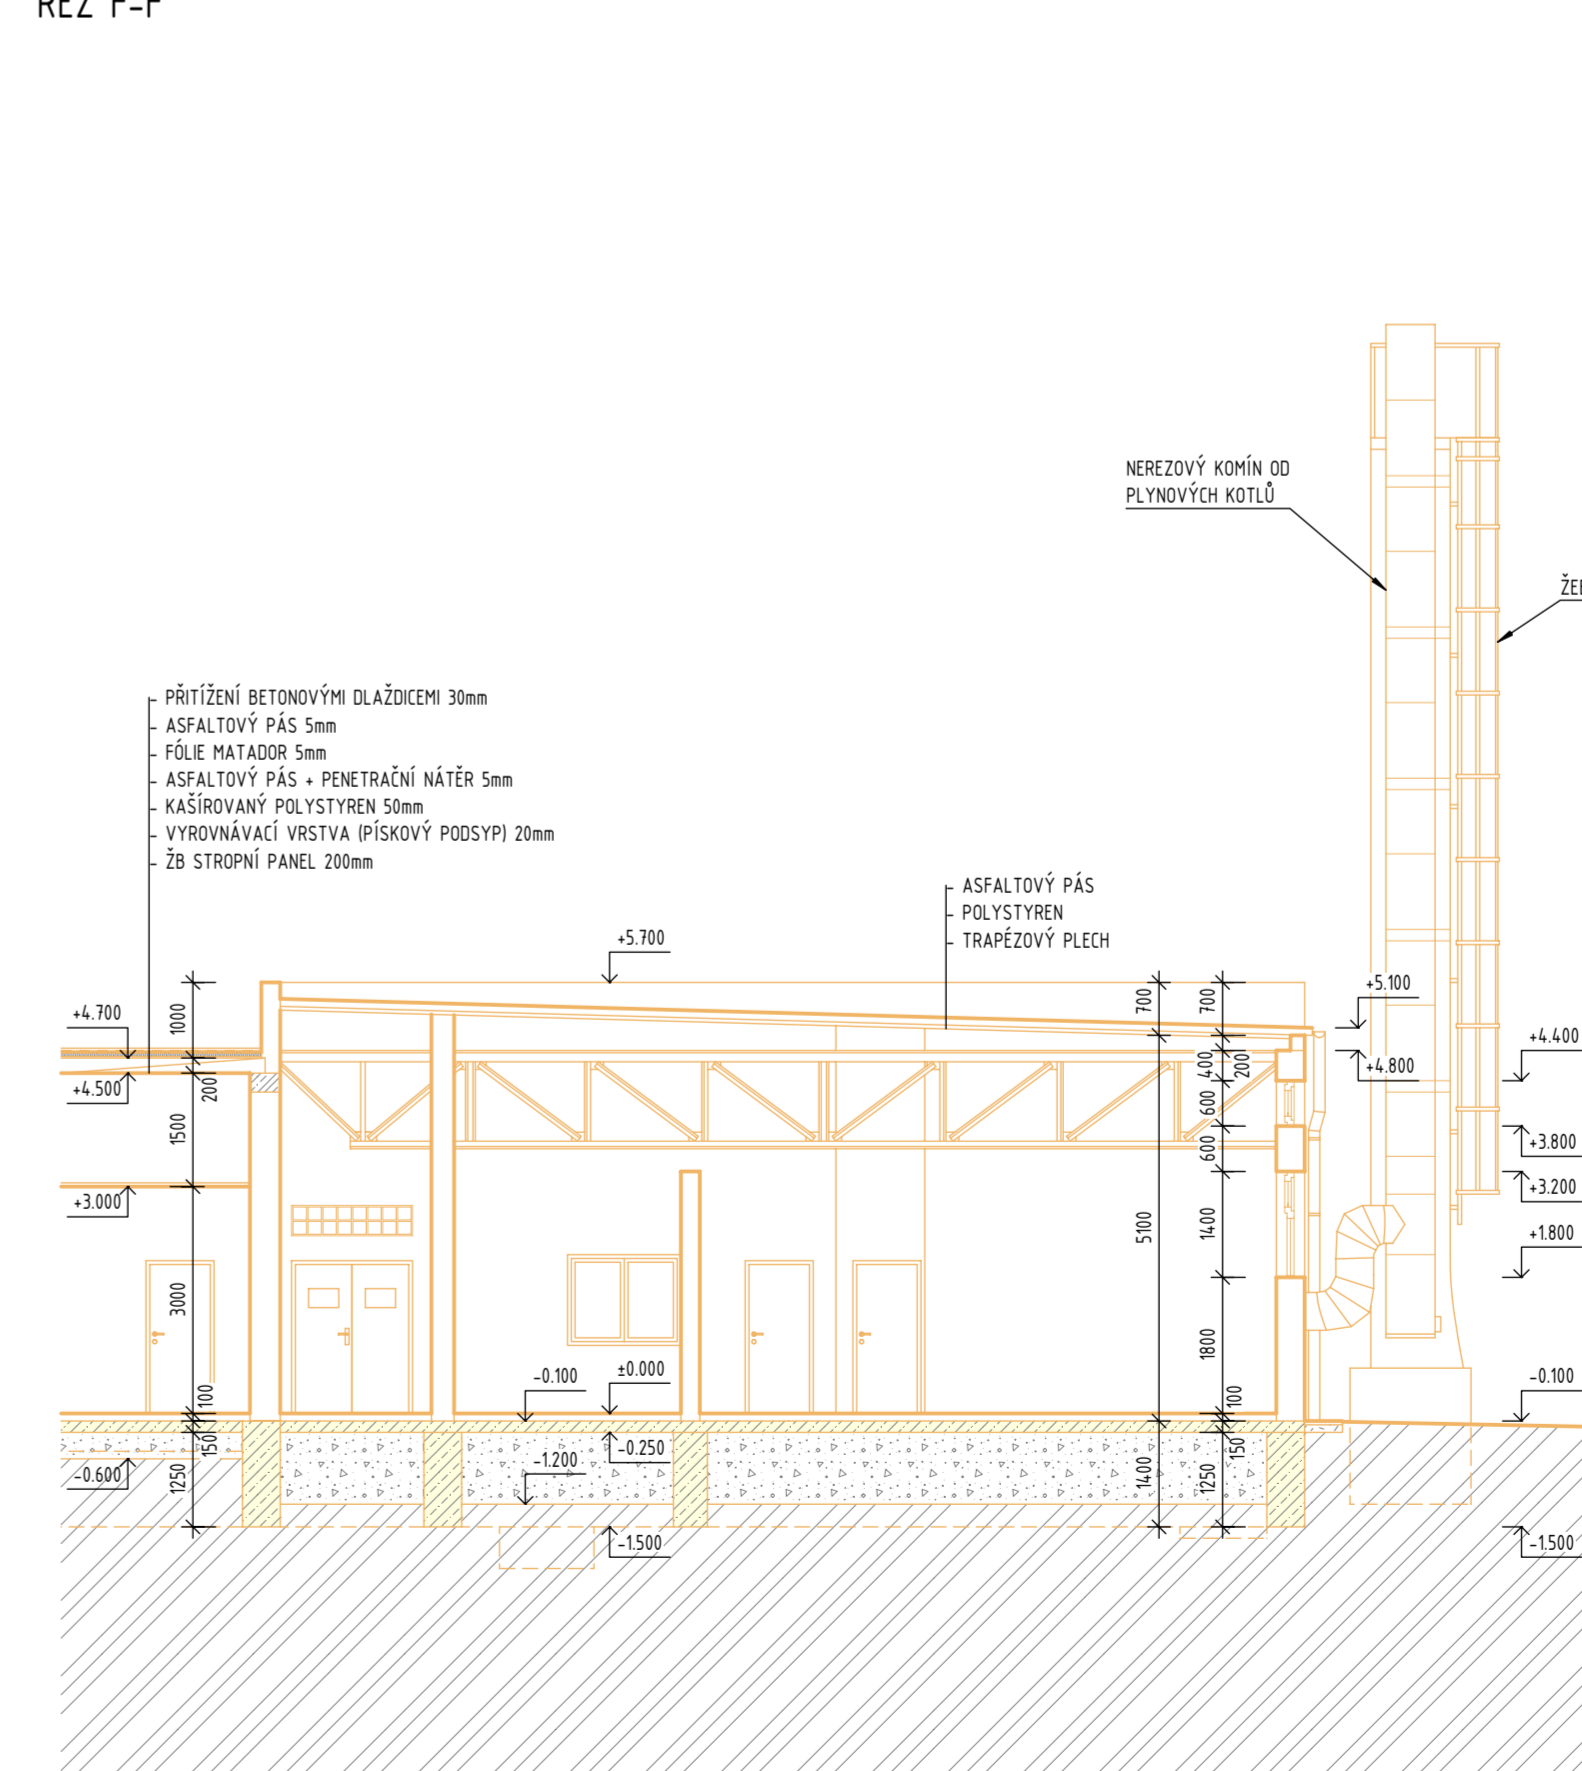 ŘEZ F-F
NEREZOVÝ KOMÍN OD
PLYNOVÝCH KOTLŮ
- PŘITÍŽENÍ BETONOVÝMI DLAŽDICEMI 30mm
- ASFALTOVÝ PÁS 5mm
- FÓLIE MATADOR 5mm
- ASFALTOVÝ PÁS + PENETRAČNÍ NÁTĚR 5mm
- KAŠÍROVANÝ POLYSTYREN 50mm
- VYROVNÁVACÍ VRSTVA (PÍSKOVÝ PODSYP) 20mm
- ŽB STROPNÍ PANEL 200mm
- ASFALTOVÝ PÁS
- POLYSTYREN
- TRAPÉZOVÝ PLECH
+5.700
+4.700
+4.500
+3.000
-0.600
1000
200
1500
3000
100
150
1250
-0.100
±0.000
-0.250
-1.200
-1.500
700
5100
1400
700
200
400
600
600
1400
1800
100
150
1250
+5.100
+4.800
+4.400
+3.800
+3.200
+1.800
-0.100
-1.500